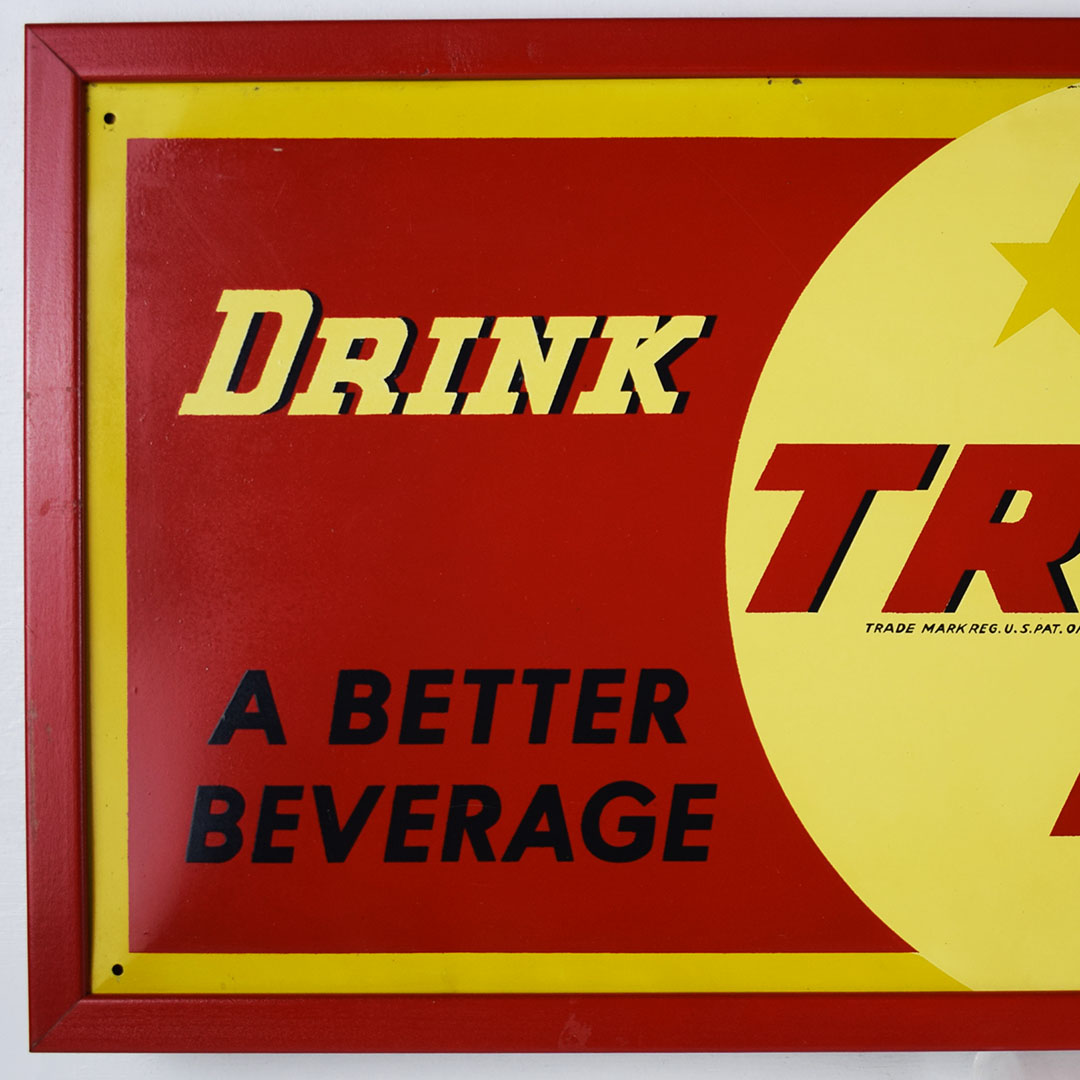 DRINK
TR
TRADE MARK REG. U.S. PAT. O
A BETTER
BEVERAGE